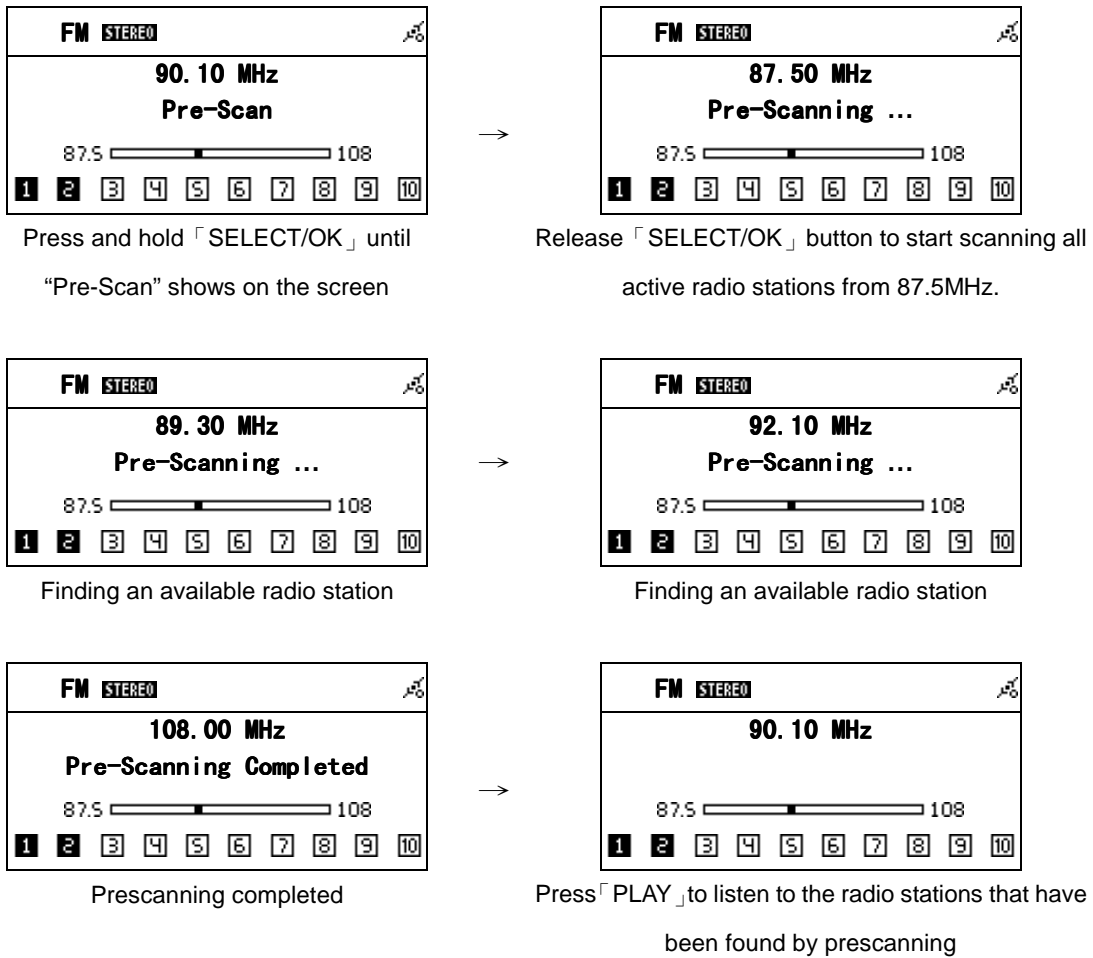 FM STEREO
90.10 MHz
Pre-Scan
87.5 108
1 2 3 4 5 6 7 8 9 10
Press and hold「SELECT/OK」until
“Pre-Scan” shows on the screen
→
FM STEREO
87.50 MHz
Pre-Scanning ...
87.5 108
1 2 3 4 5 6 7 8 9 10
Release「SELECT/OK」button to start scanning all
active radio stations from 87.5MHz.
FM STEREO
89.30 MHz
Pre-Scanning ...
87.5 108
1 2 3 4 5 6 7 8 9 10
Finding an available radio station
→
FM STEREO
92.10 MHz
Pre-Scanning ...
87.5 108
1 2 3 4 5 6 7 8 9 10
Finding an available radio station
FM STEREO
108.00 MHz
Pre-Scanning Completed
87.5 108
1 2 3 4 5 6 7 8 9 10
Prescanning completed
→
FM STEREO
90.10 MHz
87.5 108
1 2 3 4 5 6 7 8 9 10
Press「PLAY」to listen to the radio stations that have
been found by prescanning